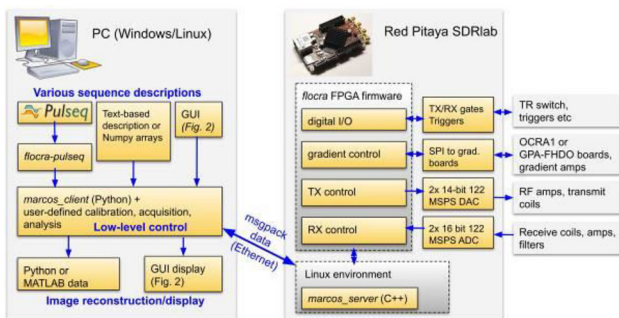 PC (Windows/Linux)
Various sequence descriptions
Pulseq
Text-based
description or
Numpy arrays
GUI
(Fig. 2)
flocra-pulseq
marcos_client (Python) +
user-defined calibration, acquisition,
analysis
Low-level control
Python or
MATLAB data
GUI display
(Fig. 2)
Image reconstruction/display
msgpack
data
(Ethernet)
Red Pitaya SDRlab
flocra FPGA firmware
digital I/O
gradient control
TX control
RX control
TX/RX gates
Triggers
SPI to grad.
boards
2x 14-bit 122
MSPS DAC
2x 16 bit 122
MSPS ADC
Linux environment
marcos_server (C++)
TR switch,
triggers etc
OCRA1 or
GPA-FHDO boards,
gradient amps
RF amps, transmit
coils
Receive coils, amps,
filters